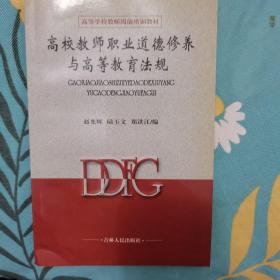 高等学校教师岗前培训教材
高校教师职业道德修养
与高等教育法规
GAOXIAOJIAOSHIZHIYEDAODEXIUYANG
YUGAODENGJIAOYUFAGUI
赵光辉 陆玉文 郑洪江/编
DDFG
吉林人民出版社